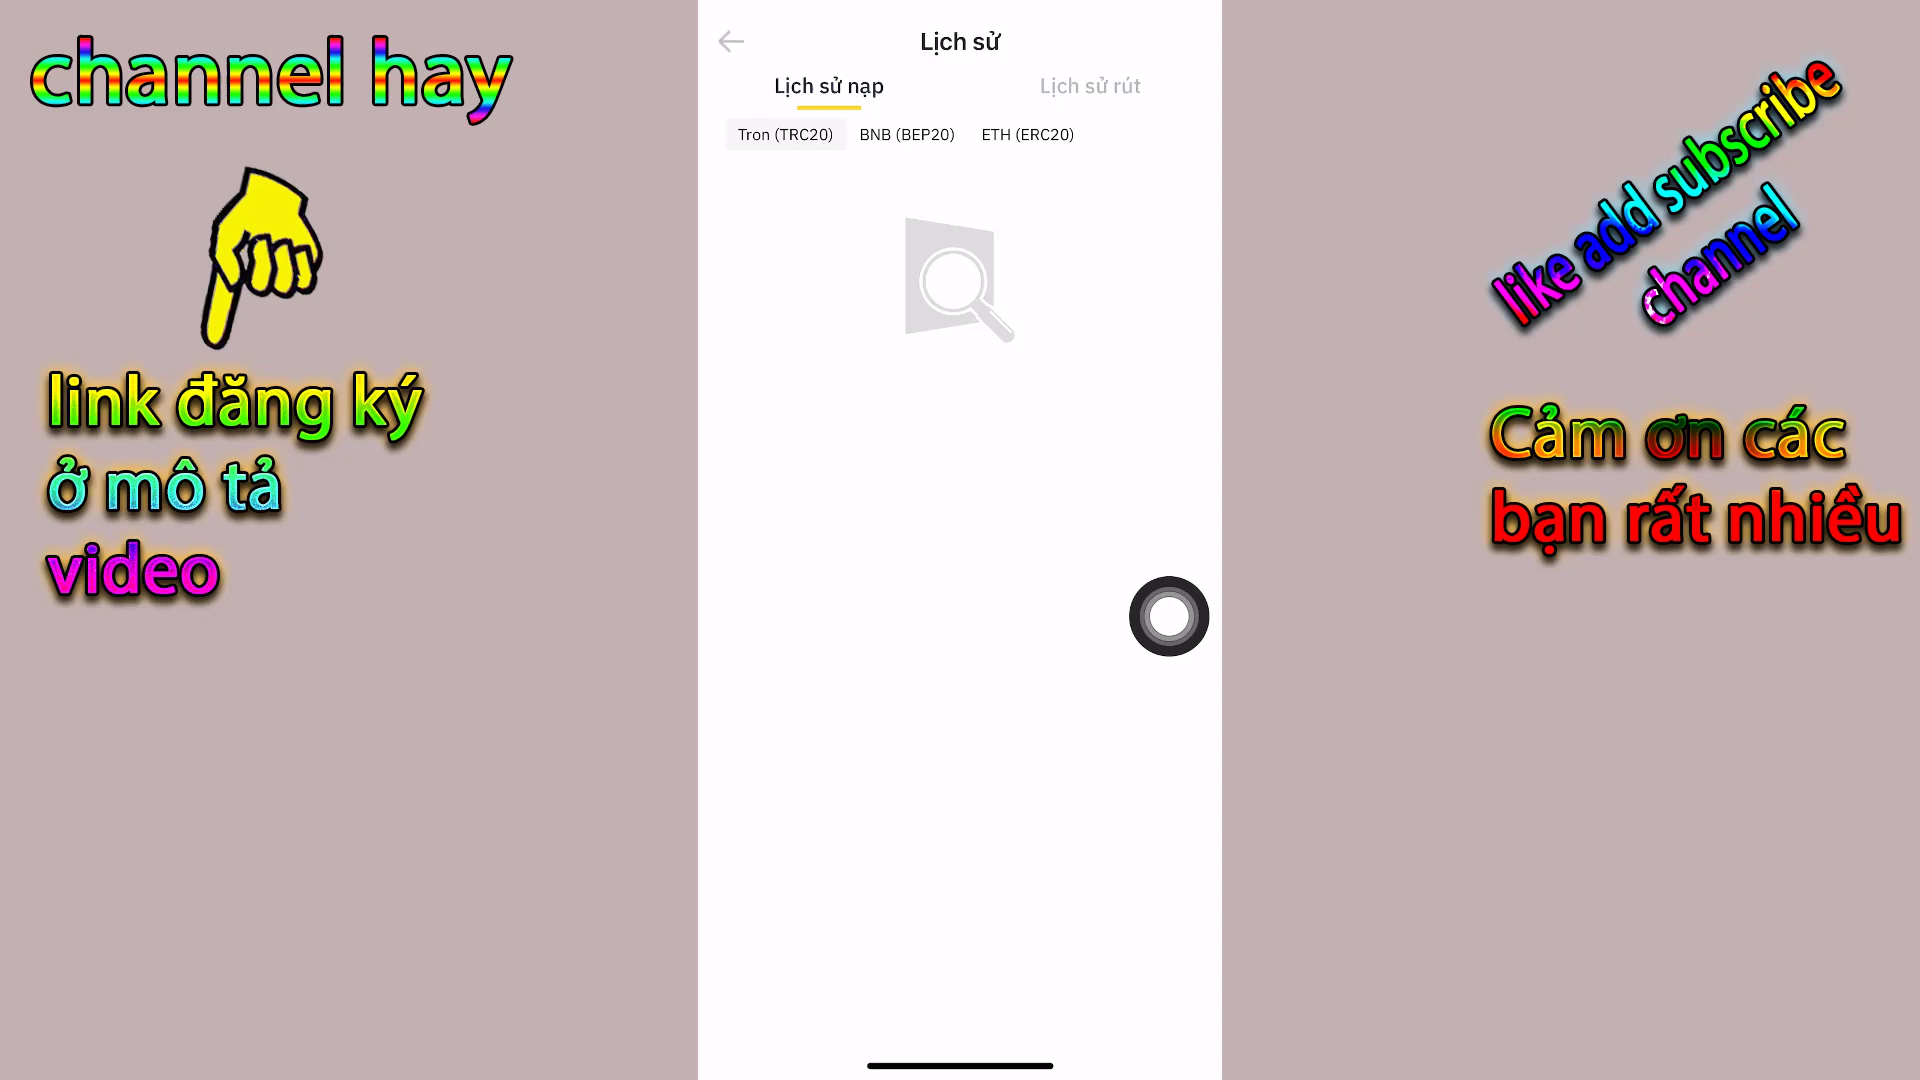 channel hay
link đăng ký
ở mô tả
video
Lịch sử
Lịch sử nạp
Lịch sử rút
Tron (TRC20)
BNB (BEP20)
ETH (ERC20)
like add subscribe
channel
Cảm ơn các
bạn rất nhiều